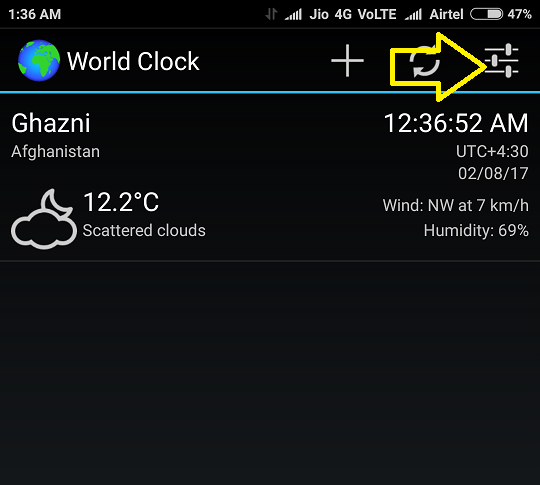 1:36 AM Jio 4G VoLTE Airtel 47%
World Clock
Ghazni 12:36:52 AM
Afghanistan UTC+4:30
02/08/17
12.2°C Wind: NW at 7 km/h
Scattered clouds Humidity: 69%